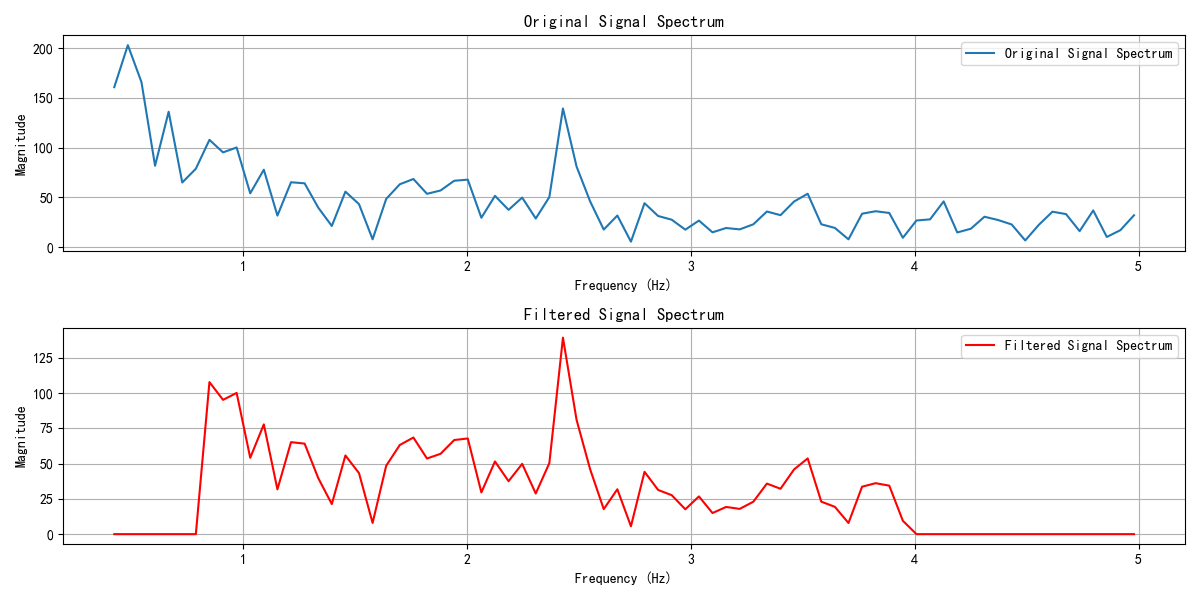 Original Signal Spectrum
200
150
100
50
0
Magnitude
Original Signal Spectrum
1 2 3 4 5
Frequency (Hz)
Filtered Signal Spectrum
125
100
75
50
25
0
Magnitude
Filtered Signal Spectrum
1 2 3 4 5
Frequency (Hz)